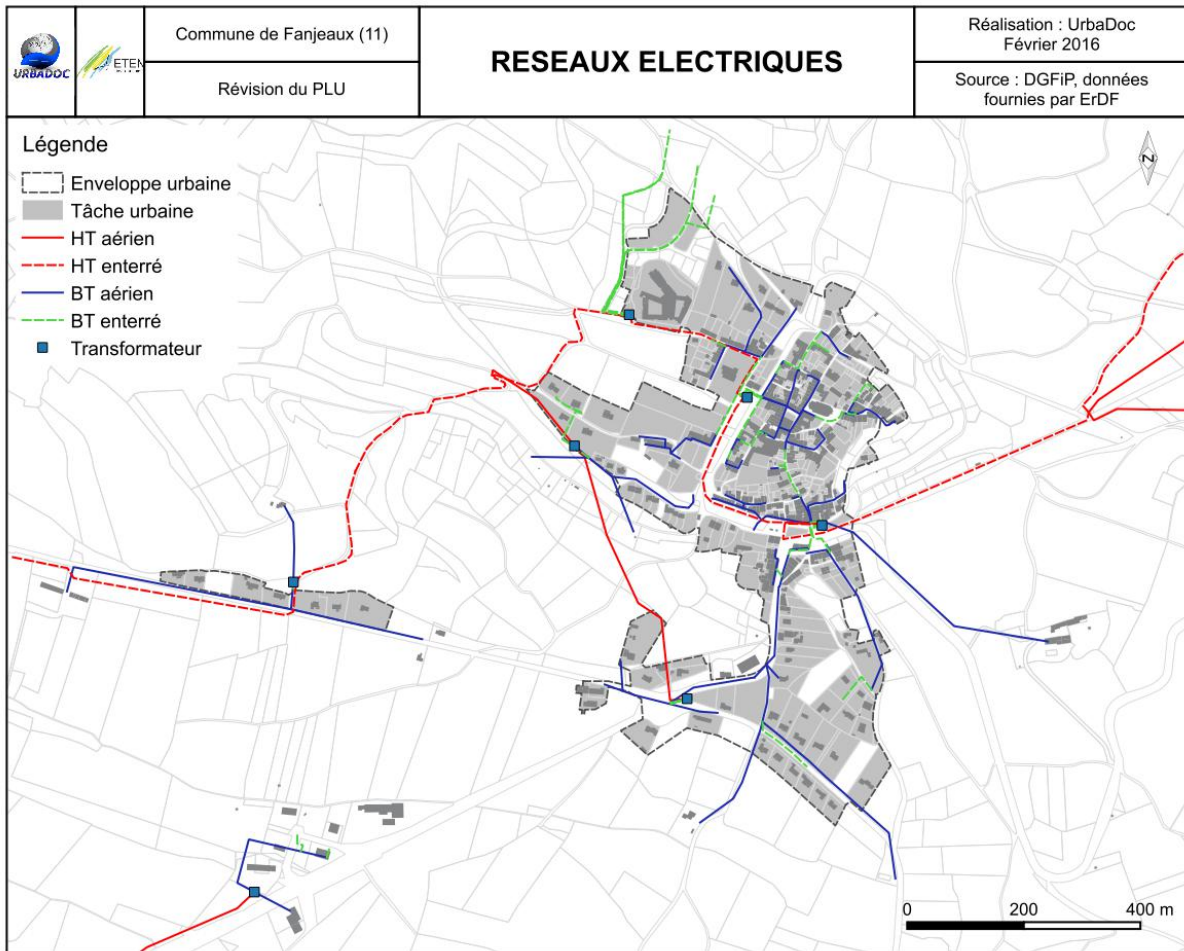 URBADOC
ETEN
Commune de Fanjeaux (11)
Révision du PLU
RESEAUX ELECTRIQUES
Réalisation : UrbaDoc
Février 2016
Source : DGFiP, données
fournies par ErDF
Légende
Enveloppe urbaine
Tâche urbaine
HT aérien
HT enterré
BT aérien
BT enterré
Transformateur
N
0 200 400 m